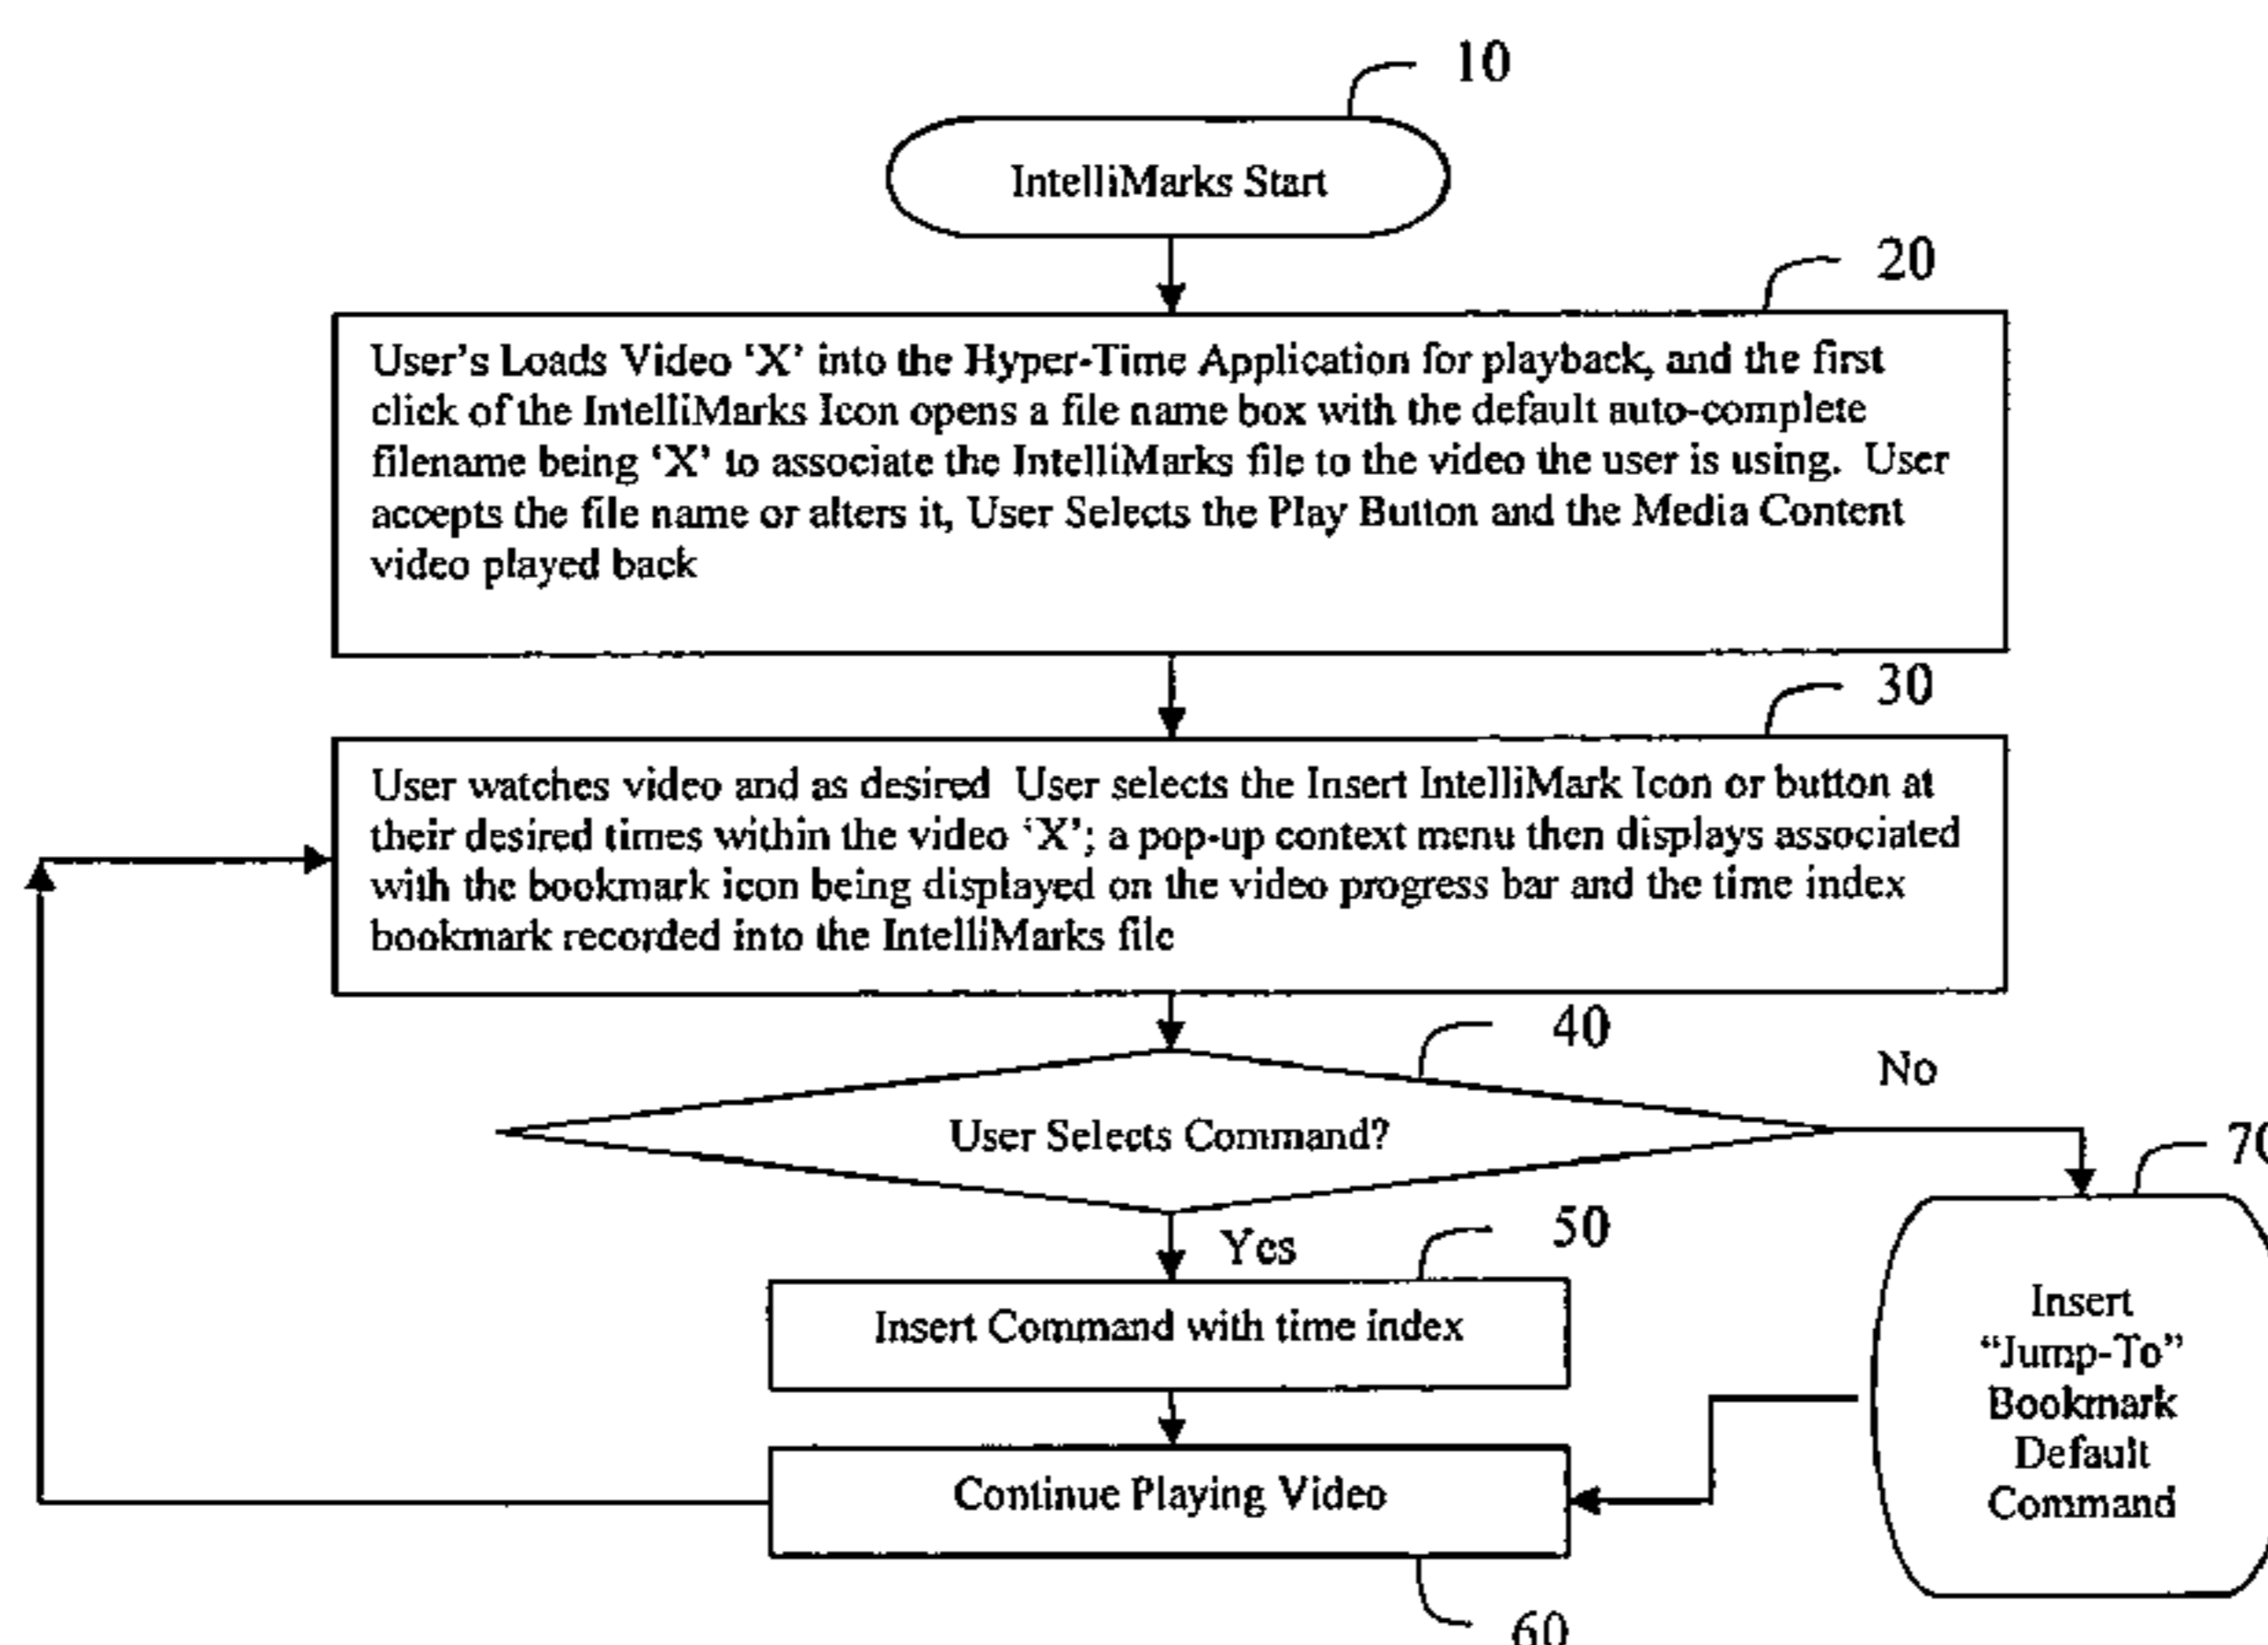 10
IntelliMarks Start
20
User's Loads Video ‘X’ into the Hyper-Time Application for playback, and the first
click of the IntelliMarks Icon opens a file name box with the default auto-complete
filename being ‘X’ to associate the IntelliMarks file to the video the user is using. User
accepts the file name or alters it, User Selects the Play Button and the Media Content
video played back
30
User watches video and as desired User selects the Insert IntelliMark Icon or button at
their desired times within the video ‘X’; a pop-up context menu then displays associated
with the bookmark icon being displayed on the video progress bar and the time index
bookmark recorded into the IntelliMarks file
40
No
User Selects Command?
70
Yes
50
Insert Command with time index
Insert
“Jump-To”
Bookmark
Default
Command
Continue Playing Video
60